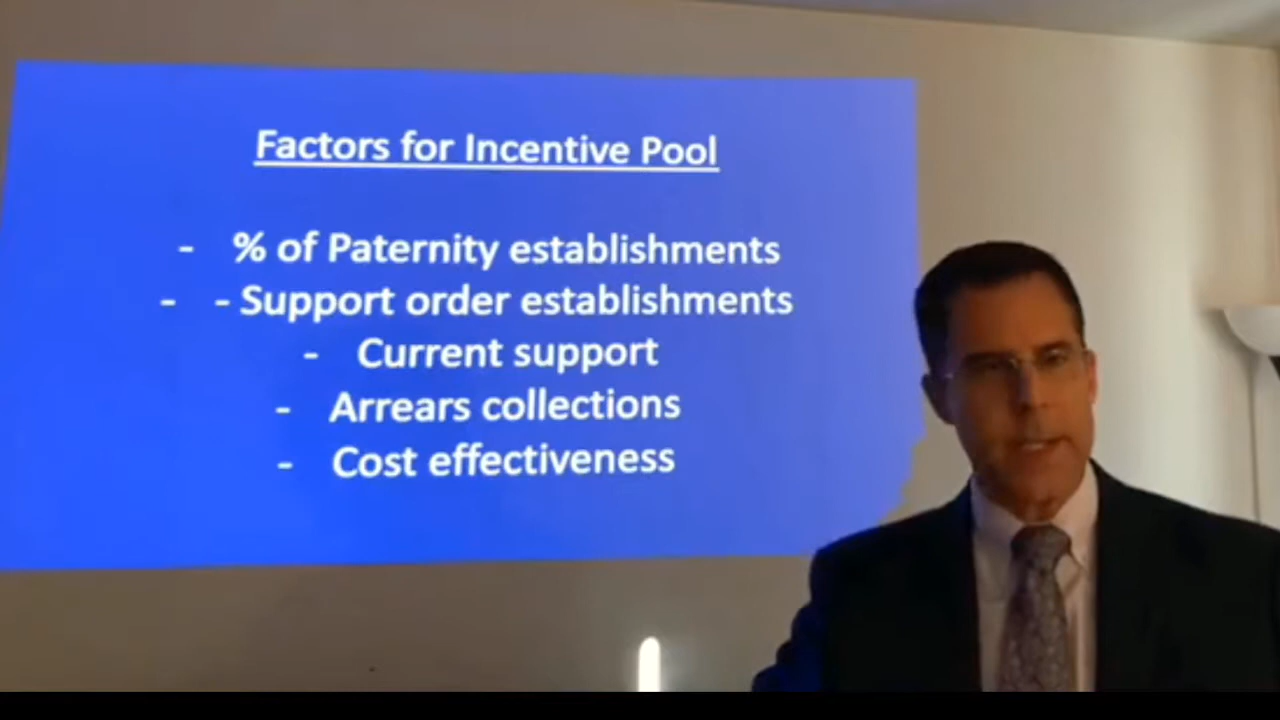 Factors for Incentive Pool
- % of Paternity establishments
- - Support order establishments
- Current support
- Arrears collections
- Cost effectiveness